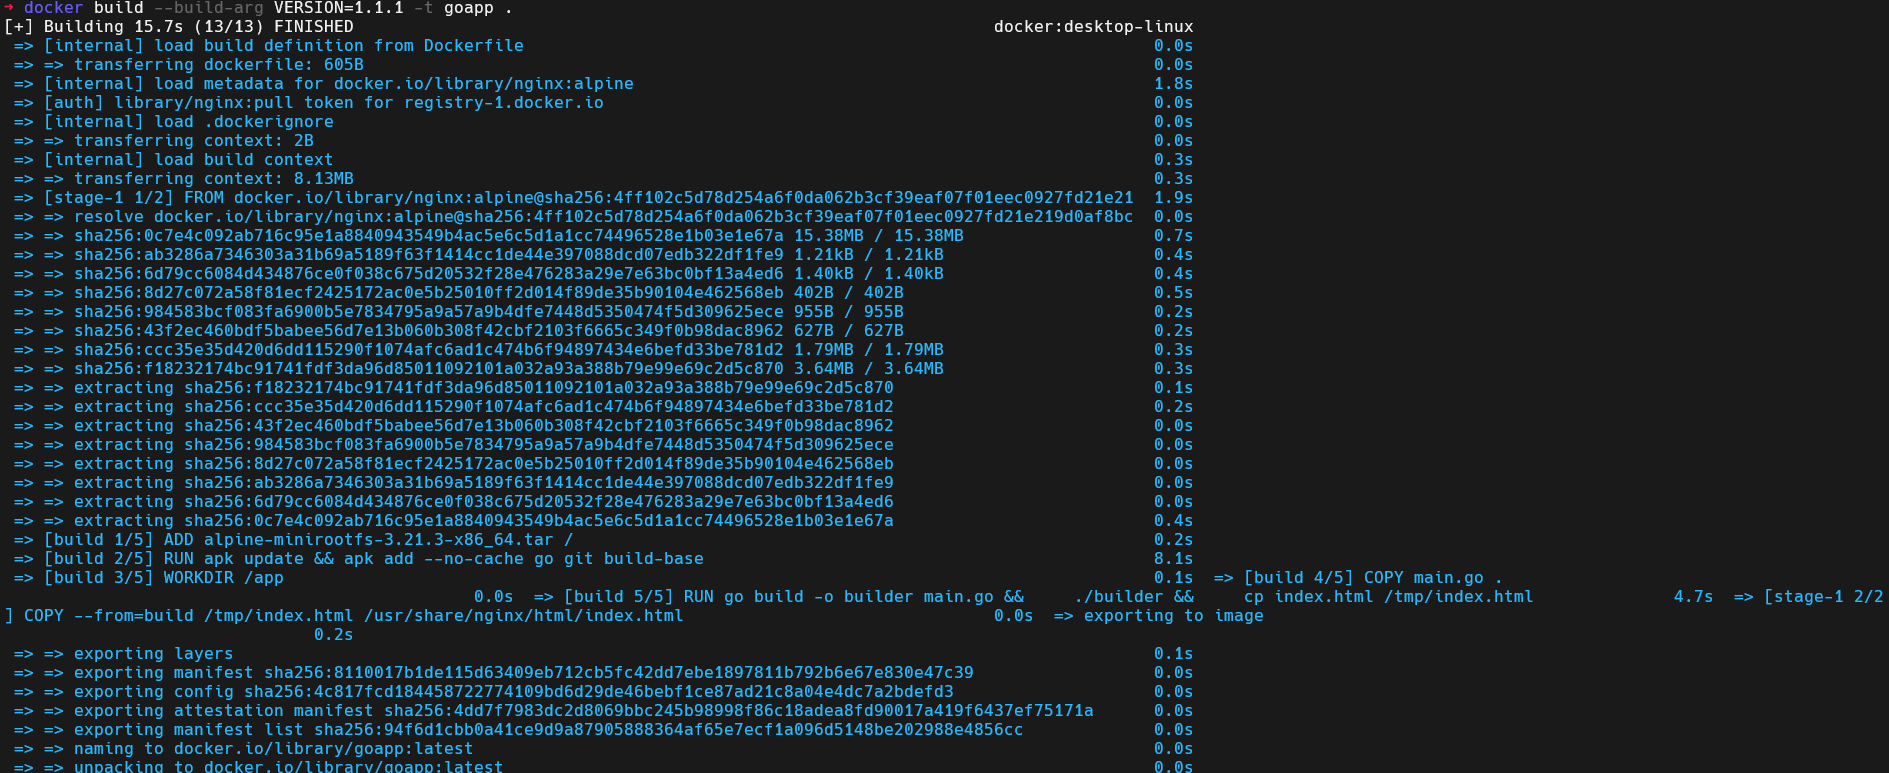 → docker build --build-arg VERSION=1.1.1 -t goapp .
[+] Building 15.7s (13/13) FINISHED docker:desktop-linux
=> [internal] load build definition from Dockerfile 0.0s
=> => transferring dockerfile: 605B 0.0s
=> [internal] load metadata for docker.io/library/nginx:alpine 1.8s
=> [auth] library/nginx:pull token for registry-1.docker.io 0.0s
=> [internal] load .dockerignore 0.0s
=> => transferring context: 2B 0.0s
=> [internal] load build context 0.3s
=> => transferring context: 8.13MB 0.3s
=> [stage-1 1/2] FROM docker.io/library/nginx:alpine@sha256:4ff102c5d78d254a6f0da062b3cf39eaf07f01eec0927fd21e21 1.9s
=> => resolve docker.io/library/nginx:alpine@sha256:4ff102c5d78d254a6f0da062b3cf39eaf07f01eec0927fd21e219d0af8bc 0.0s
=> => sha256:0c7e4c092ab716c95e1a8840943549b4ac5e6c5d1a1cc74496528e1b03e1e67a 15.38MB / 15.38MB 0.7s
=> => sha256:ab3286a7346303a31b69a5189f63f1414cc1de44e397088dcd07edb322df1fe9 1.21kB / 1.21kB 0.4s
=> => sha256:6d79cc6084d434876ce0f038c675d20532f28e476283a29e7e63bc0bf13a4ed6 1.40kB / 1.40kB 0.4s
=> => sha256:8d27c072a58f81ecf2425172ac0e5b25010ff2d014f89de35b90104e462568eb 402B / 402B 0.5s
=> => sha256:984583bcf083fa6900b5e7834795a9a57a9b4dfe7448d5350474f5d309625ece 955B / 955B 0.2s
=> => sha256:43f2ec460bdf5babee56d7e13b060b308f42cbf2103f6665c349f0b98dac8962 627B / 627B 0.2s
=> => sha256:ccc35e35d420d6dd115290f1074afc6ad1c474b6f94897434e6befd33be781d2 1.79MB / 1.79MB 0.3s
=> => sha256:f18232174bc91741fdf3da96d85011092101a032a93a388b79e99e69c2d5c870 3.64MB / 3.64MB 0.3s
=> => extracting sha256:f18232174bc91741fdf3da96d85011092101a032a93a388b79e99e69c2d5c870 0.1s
=> => extracting sha256:ccc35e35d420d6dd115290f1074afc6ad1c474b6f94897434e6befd33be781d2 0.2s
=> => extracting sha256:43f2ec460bdf5babee56d7e13b060b308f42cbf2103f6665c349f0b98dac8962 0.0s
=> => extracting sha256:984583bcf083fa6900b5e7834795a9a57a9b4dfe7448d5350474f5d309625ece 0.0s
=> => extracting sha256:8d27c072a58f81ecf2425172ac0e5b25010ff2d014f89de35b90104e462568eb 0.0s
=> => extracting sha256:ab3286a7346303a31b69a5189f63f1414cc1de44e397088dcd07edb322df1fe9 0.0s
=> => extracting sha256:6d79cc6084d434876ce0f038c675d20532f28e476283a29e7e63bc0bf13a4ed6 0.0s
=> => extracting sha256:0c7e4c092ab716c95e1a8840943549b4ac5e6c5d1a1cc74496528e1b03e1e67a 0.4s
=> [build 1/5] ADD alpine-minirootfs-3.21.3-x86_64.tar / 0.2s
=> [build 2/5] RUN apk update && apk add --no-cache go git build-base 8.1s
=> [build 3/5] WORKDIR /app 0.1s => [build 4/5] COPY main.go .
0.0s => [build 5/5] RUN go build -o builder main.go && ./builder && cp index.html /tmp/index.html 4.7s => [stage-1 2/2
] COPY --from=build /tmp/index.html /usr/share/nginx/html/index.html 0.0s => exporting to image
0.2s
=> => exporting layers 0.1s
=> => exporting manifest sha256:8110017b1de115d63409eb712cb5fc42dd7ebe1897811b792b6e67e830e47c39 0.0s
=> => exporting config sha256:4c817fcd184458722774109bd6d29de46bebf1ce87ad21c8a04e4dc7a2bdefd3 0.0s
=> => exporting attestation manifest sha256:4dd7f7983dc2d8069bbc245b98998f86c18adea8fd90017a419f6437ef75171a 0.0s
=> => exporting manifest list sha256:94f6d1cbb0a41ce9d9a87905888364af65e7ecf1a096d5148be202988e4856cc 0.0s
=> => naming to docker.io/library/goapp:latest 0.0s
=> => unpacking to docker.io/library/goapp:latest 0.0s